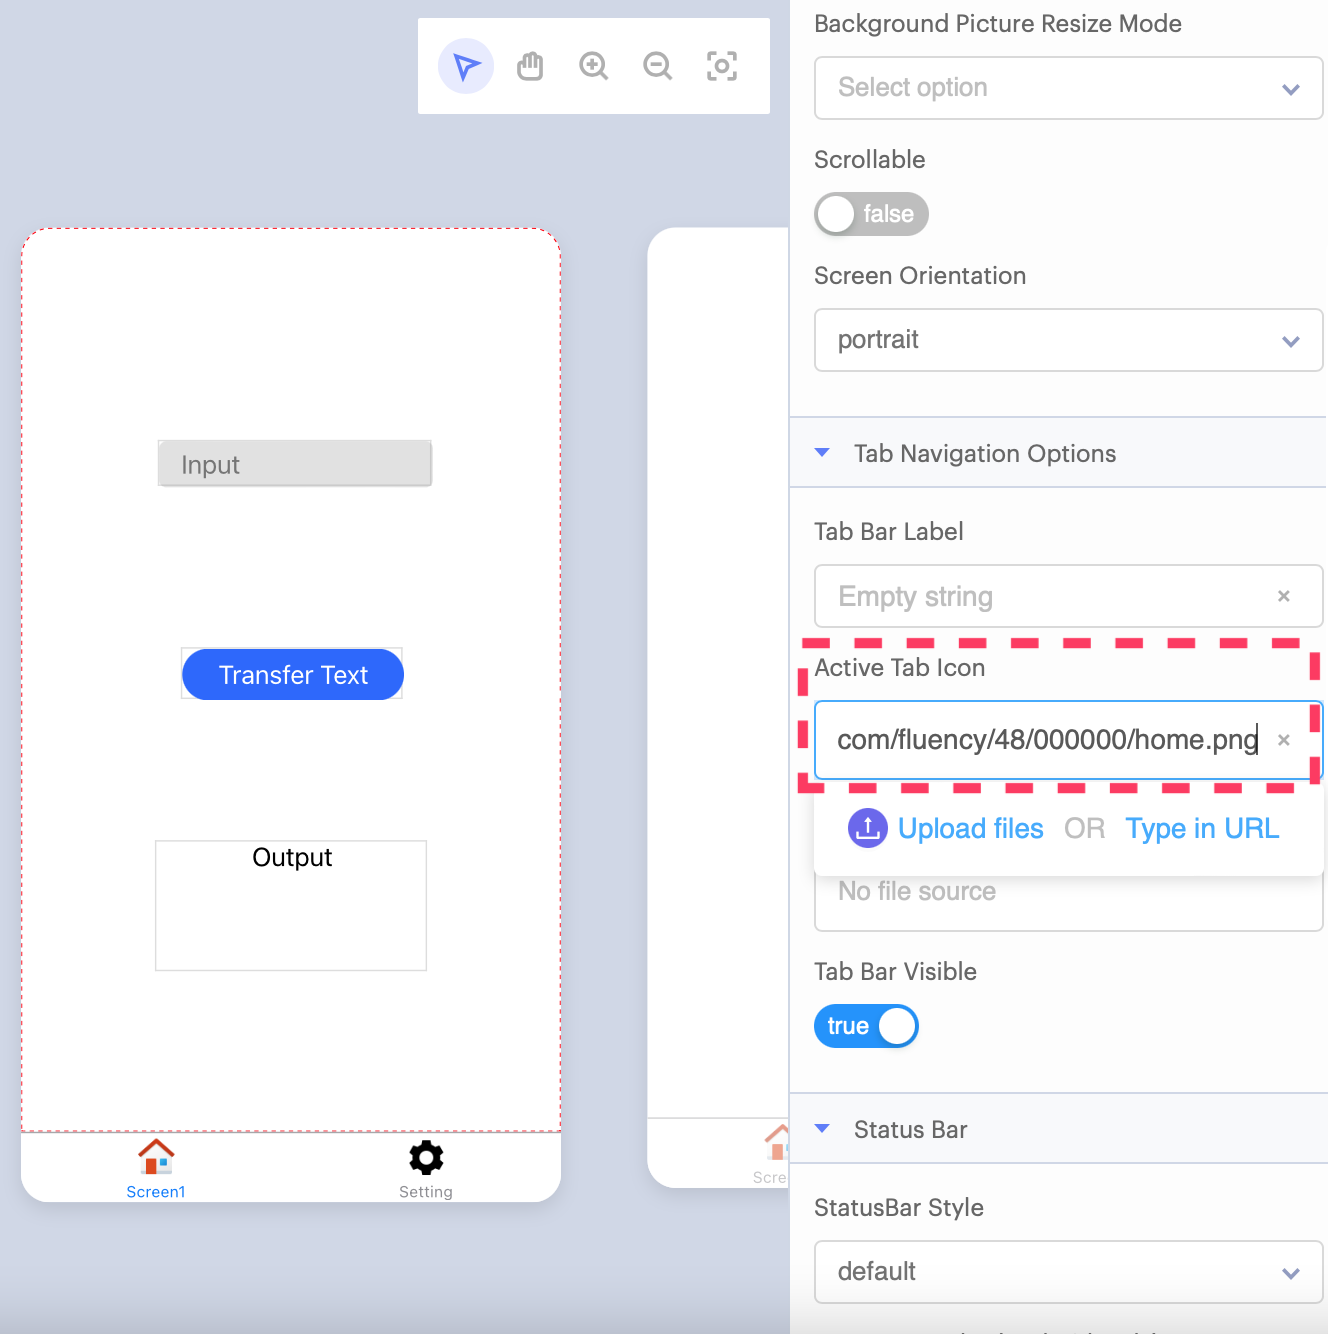 Background Picture Resize Mode
Select option
Scrollable
false
Screen Orientation
portrait
Tab Navigation Options
Tab Bar Label
Empty string
×
Active Tab Icon
com/fluency/48/000000/home.png
×
Upload files OR Type in URL
No file source
Tab Bar Visible
true
Status Bar
StatusBar Style
default
Input
Transfer Text
Output
Screen1
Setting
Scree